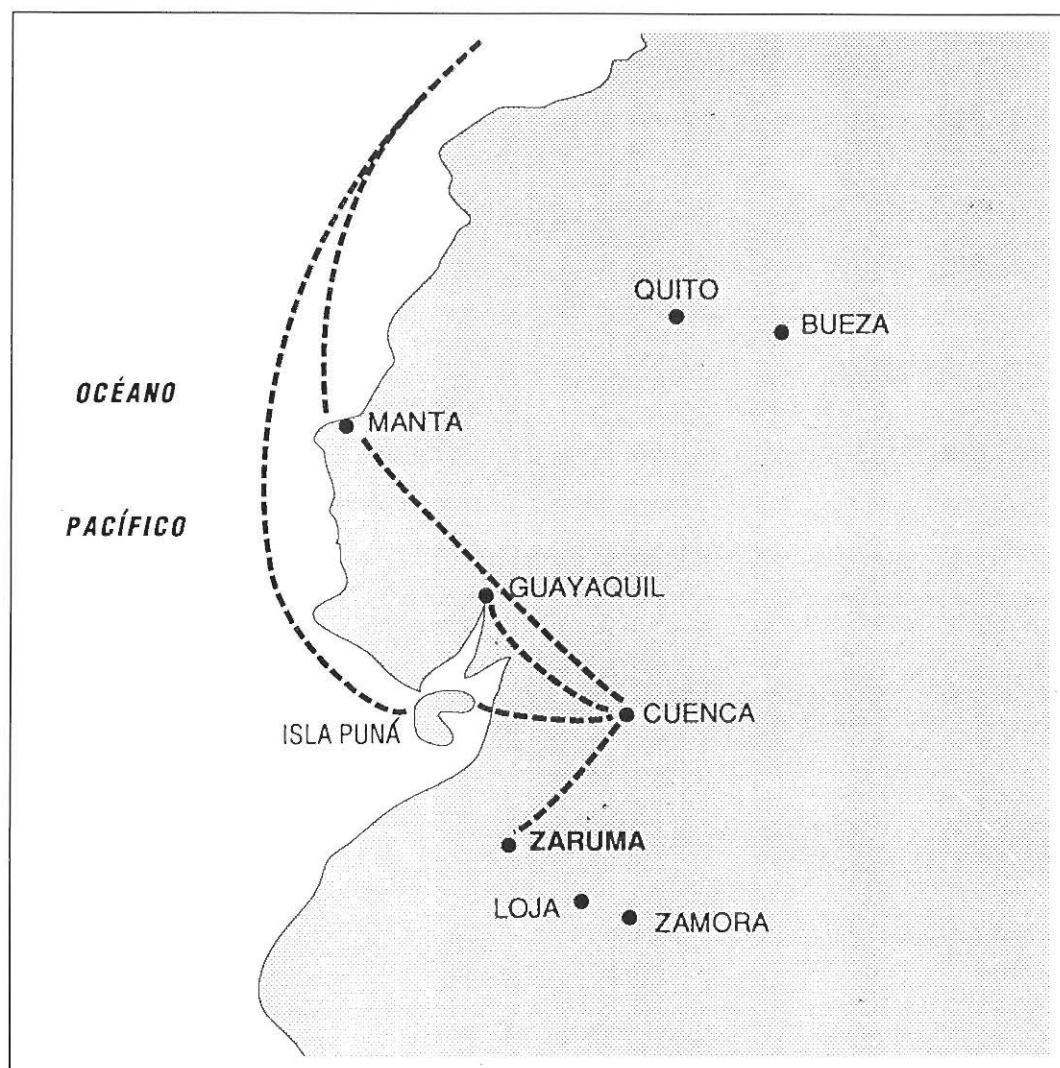 QUITO
BUEZA
OCÉANO
MANTA
PACÍFICO
GUAYAQUIL
ISLA PUNÁ
CUENCA
ZARUMA
LOJA
ZAMORA